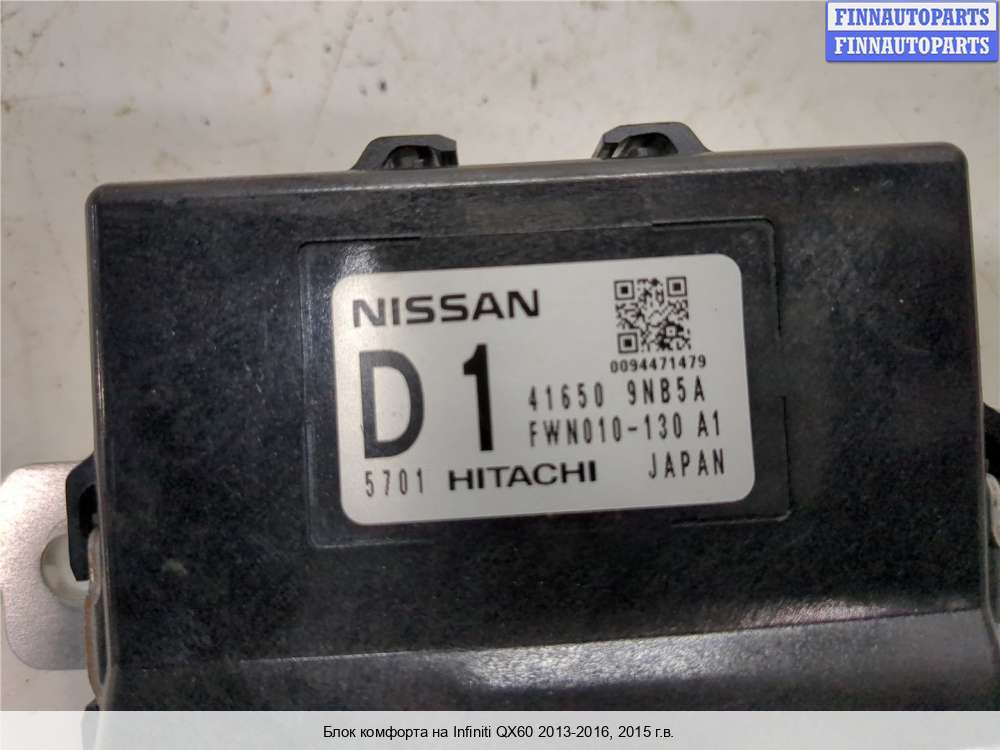 FINNAUTOPARTS
FINNAUTOPARTS
NISSAN
0094471479
D 1
41650 9NB5A
FWN010-130 A1
5701 HITACHI JAPAN
Блок комфорта на Infiniti QX60 2013-2016, 2015 г.в.